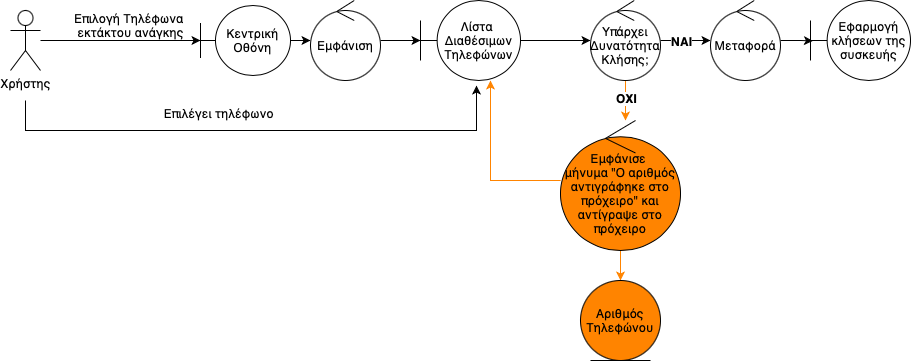 Επιλογή Τηλέφωνα
εκτάκτου ανάγκης
Χρήστης
Κεντρική
Οθόνη
Εμφάνιση
Λίστα
Διαθέσιμων
Τηλεφώνων
Υπάρχει
Δυνατότητα
Κλήσης;
ΝΑΙ
Μεταφορά
Εφαρμογή
κλήσεων της
συσκευής
Επιλέγει τηλέφωνο
ΟΧΙ
Εμφάνισε
μήνυμα "Ο αριθμός
αντιγράφηκε στο
πρόχειρο" και
αντίγραψε στο
πρόχειρο
Αριθμός
Τηλεφώνου